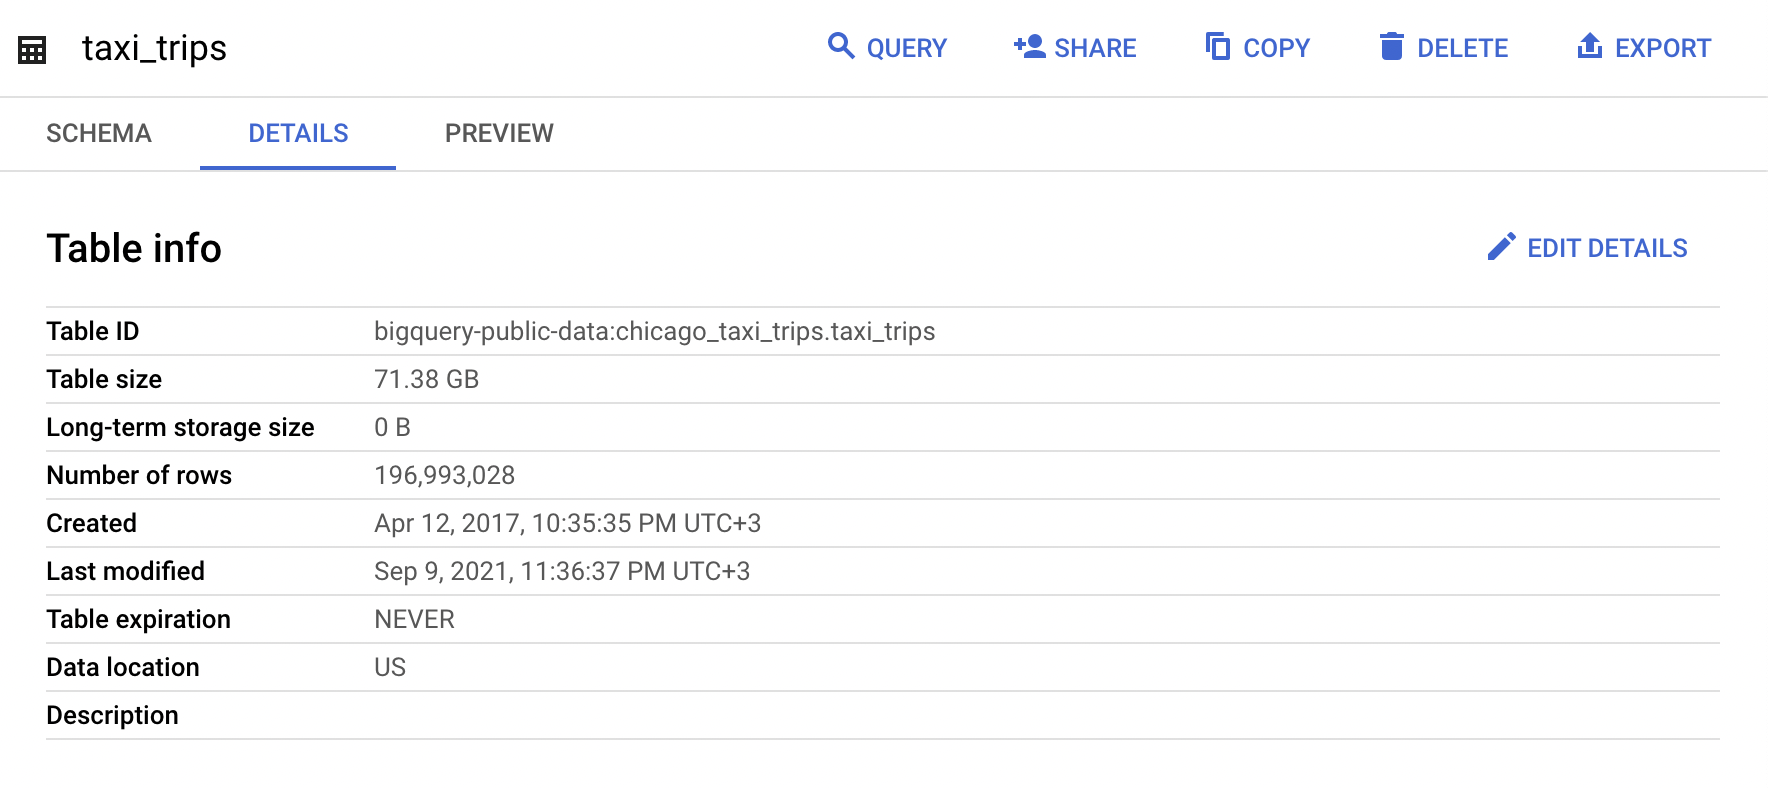 taxi_trips QUERY SHARE COPY DELETE EXPORT
SCHEMA DETAILS PREVIEW
Table info EDIT DETAILS
Table ID bigquery-public-data:chicago_taxi_trips.taxi_trips
Table size 71.38 GB
Long-term storage size 0 B
Number of rows 196,993,028
Created Apr 12, 2017, 10:35:35 PM UTC+3
Last modified Sep 9, 2021, 11:36:37 PM UTC+3
Table expiration NEVER
Data location US
Description